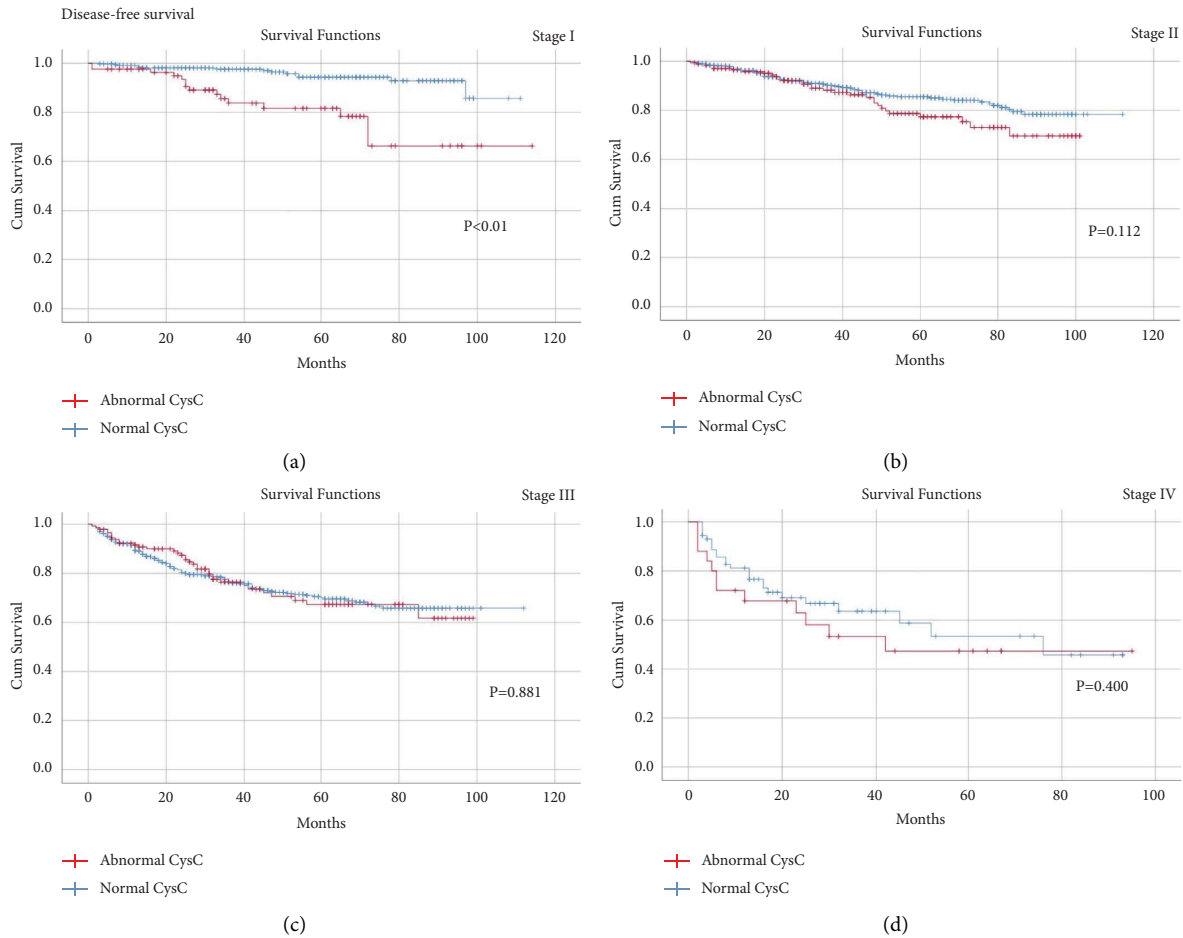 Disease-free survival
Survival Functions
Stage I
1.0
0.8
0.6
0.4
0.2
0.0
Cum Survival
P<0.01
0 20 40 60 80 100 120
Months
Abnormal CysC
Normal CysC
(a)
Survival Functions
Stage II
1.0
0.8
0.6
0.4
0.2
0.0
Cum Survival
P=0.112
0 20 40 60 80 100 120
Months
Abnormal CysC
Normal CysC
(b)
Survival Functions
Stage III
1.0
0.8
0.6
0.4
0.2
0.0
Cum Survival
P=0.881
0 20 40 60 80 100 120
Months
Abnormal CysC
Normal CysC
(c)
Survival Functions
Stage IV
1.0
0.8
0.6
0.4
0.2
0.0
Cum Survival
P=0.400
0 20 40 60 80 100
Months
Abnormal CysC
Normal CysC
(d)